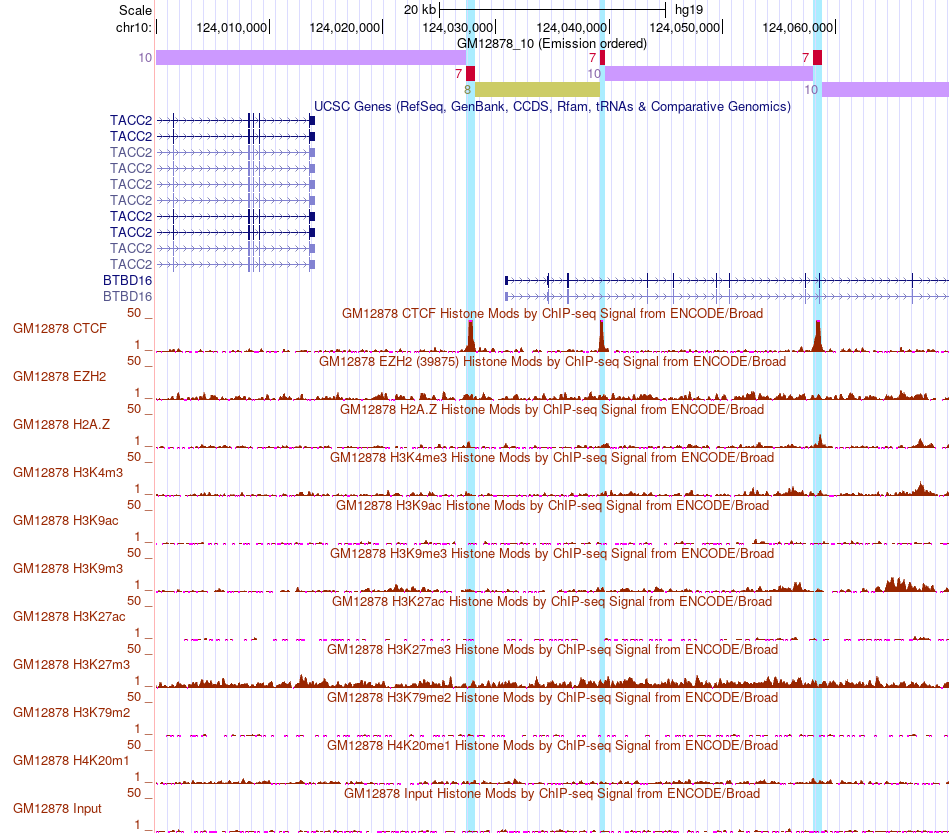 Scale 20 kb hg19
chr10: 124,010,000 124,020,000 124,030,000 124,040,000 124,050,000 124,060,000
GM12878_10 (Emission ordered)
10 7 7
7 10
8 10
UCSC Genes (RefSeq, GenBank, CCDS, Rfam, tRNAs & Comparative Genomics)
TACC2
TACC2
TACC2
TACC2
TACC2
TACC2
TACC2
TACC2
TACC2
TACC2
BTBD16
BTBD16
50 _ GM12878 CTCF Histone Mods by ChIP-seq Signal from ENCODE/Broad
GM12878 CTCF
1 _
50 _ GM12878 EZH2 (39875) Histone Mods by ChIP-seq Signal from ENCODE/Broad
GM12878 EZH2
1 _
50 _ GM12878 H2A.Z Histone Mods by ChIP-seq Signal from ENCODE/Broad
GM12878 H2A.Z
1 _
50 _ GM12878 H3K4me3 Histone Mods by ChIP-seq Signal from ENCODE/Broad
GM12878 H3K4m3
1 _
50 _ GM12878 H3K9ac Histone Mods by ChIP-seq Signal from ENCODE/Broad
GM12878 H3K9ac
1 _
50 _ GM12878 H3K9me3 Histone Mods by ChIP-seq Signal from ENCODE/Broad
GM12878 H3K9m3
1 _
50 _ GM12878 H3K27ac Histone Mods by ChIP-seq Signal from ENCODE/Broad
GM12878 H3K27ac
1 _
50 _ GM12878 H3K27me3 Histone Mods by ChIP-seq Signal from ENCODE/Broad
GM12878 H3K27m3
1 _
50 _ GM12878 H3K79me2 Histone Mods by ChIP-seq Signal from ENCODE/Broad
GM12878 H3K79m2
1 _
50 _ GM12878 H4K20me1 Histone Mods by ChIP-seq Signal from ENCODE/Broad
GM12878 H4K20m1
1 _
50 _ GM12878 Input Histone Mods by ChIP-seq Signal from ENCODE/Broad
GM12878 Input
1 _